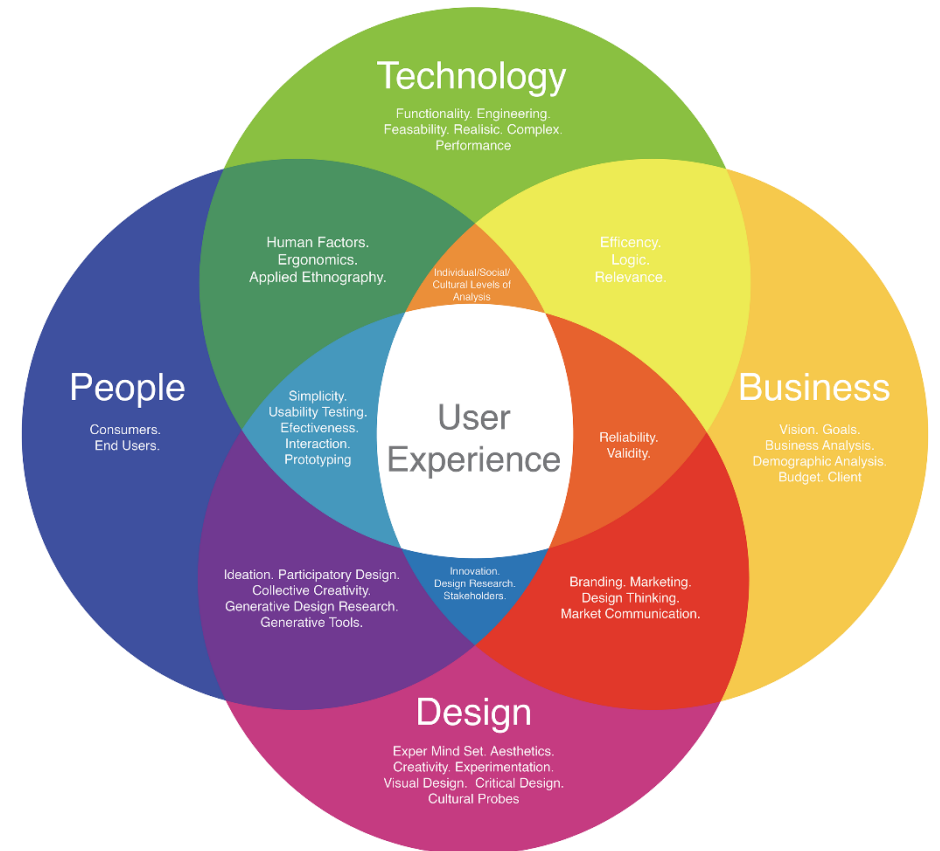 Technology
Functionality. Engineering.
Feasability. Realisic. Complex.
Performance
Human Factors.
Ergonomics.
Applied Ethnography.
Individual/Social/
Cultural Levels of
Analysis
Efficency.
Logic.
Relevance.
People
Consumers.
End Users.
Simplicity.
Usability Testing.
Efectiveness.
Interaction.
Prototyping
User
Experience
Reliability.
Validity.
Business
Vision. Goals.
Business Analysis.
Demographic Analysis.
Budget. Client
Ideation. Participatory Design.
Collective Creativity.
Generative Design Research.
Generative Tools.
Innovation.
Design Research.
Stakeholders.
Branding. Marketing.
Design Thinking.
Market Communication.
Design
Exper Mind Set. Aesthetics.
Creativity. Experimentation.
Visual Design. Critical Design.
Cultural Probes